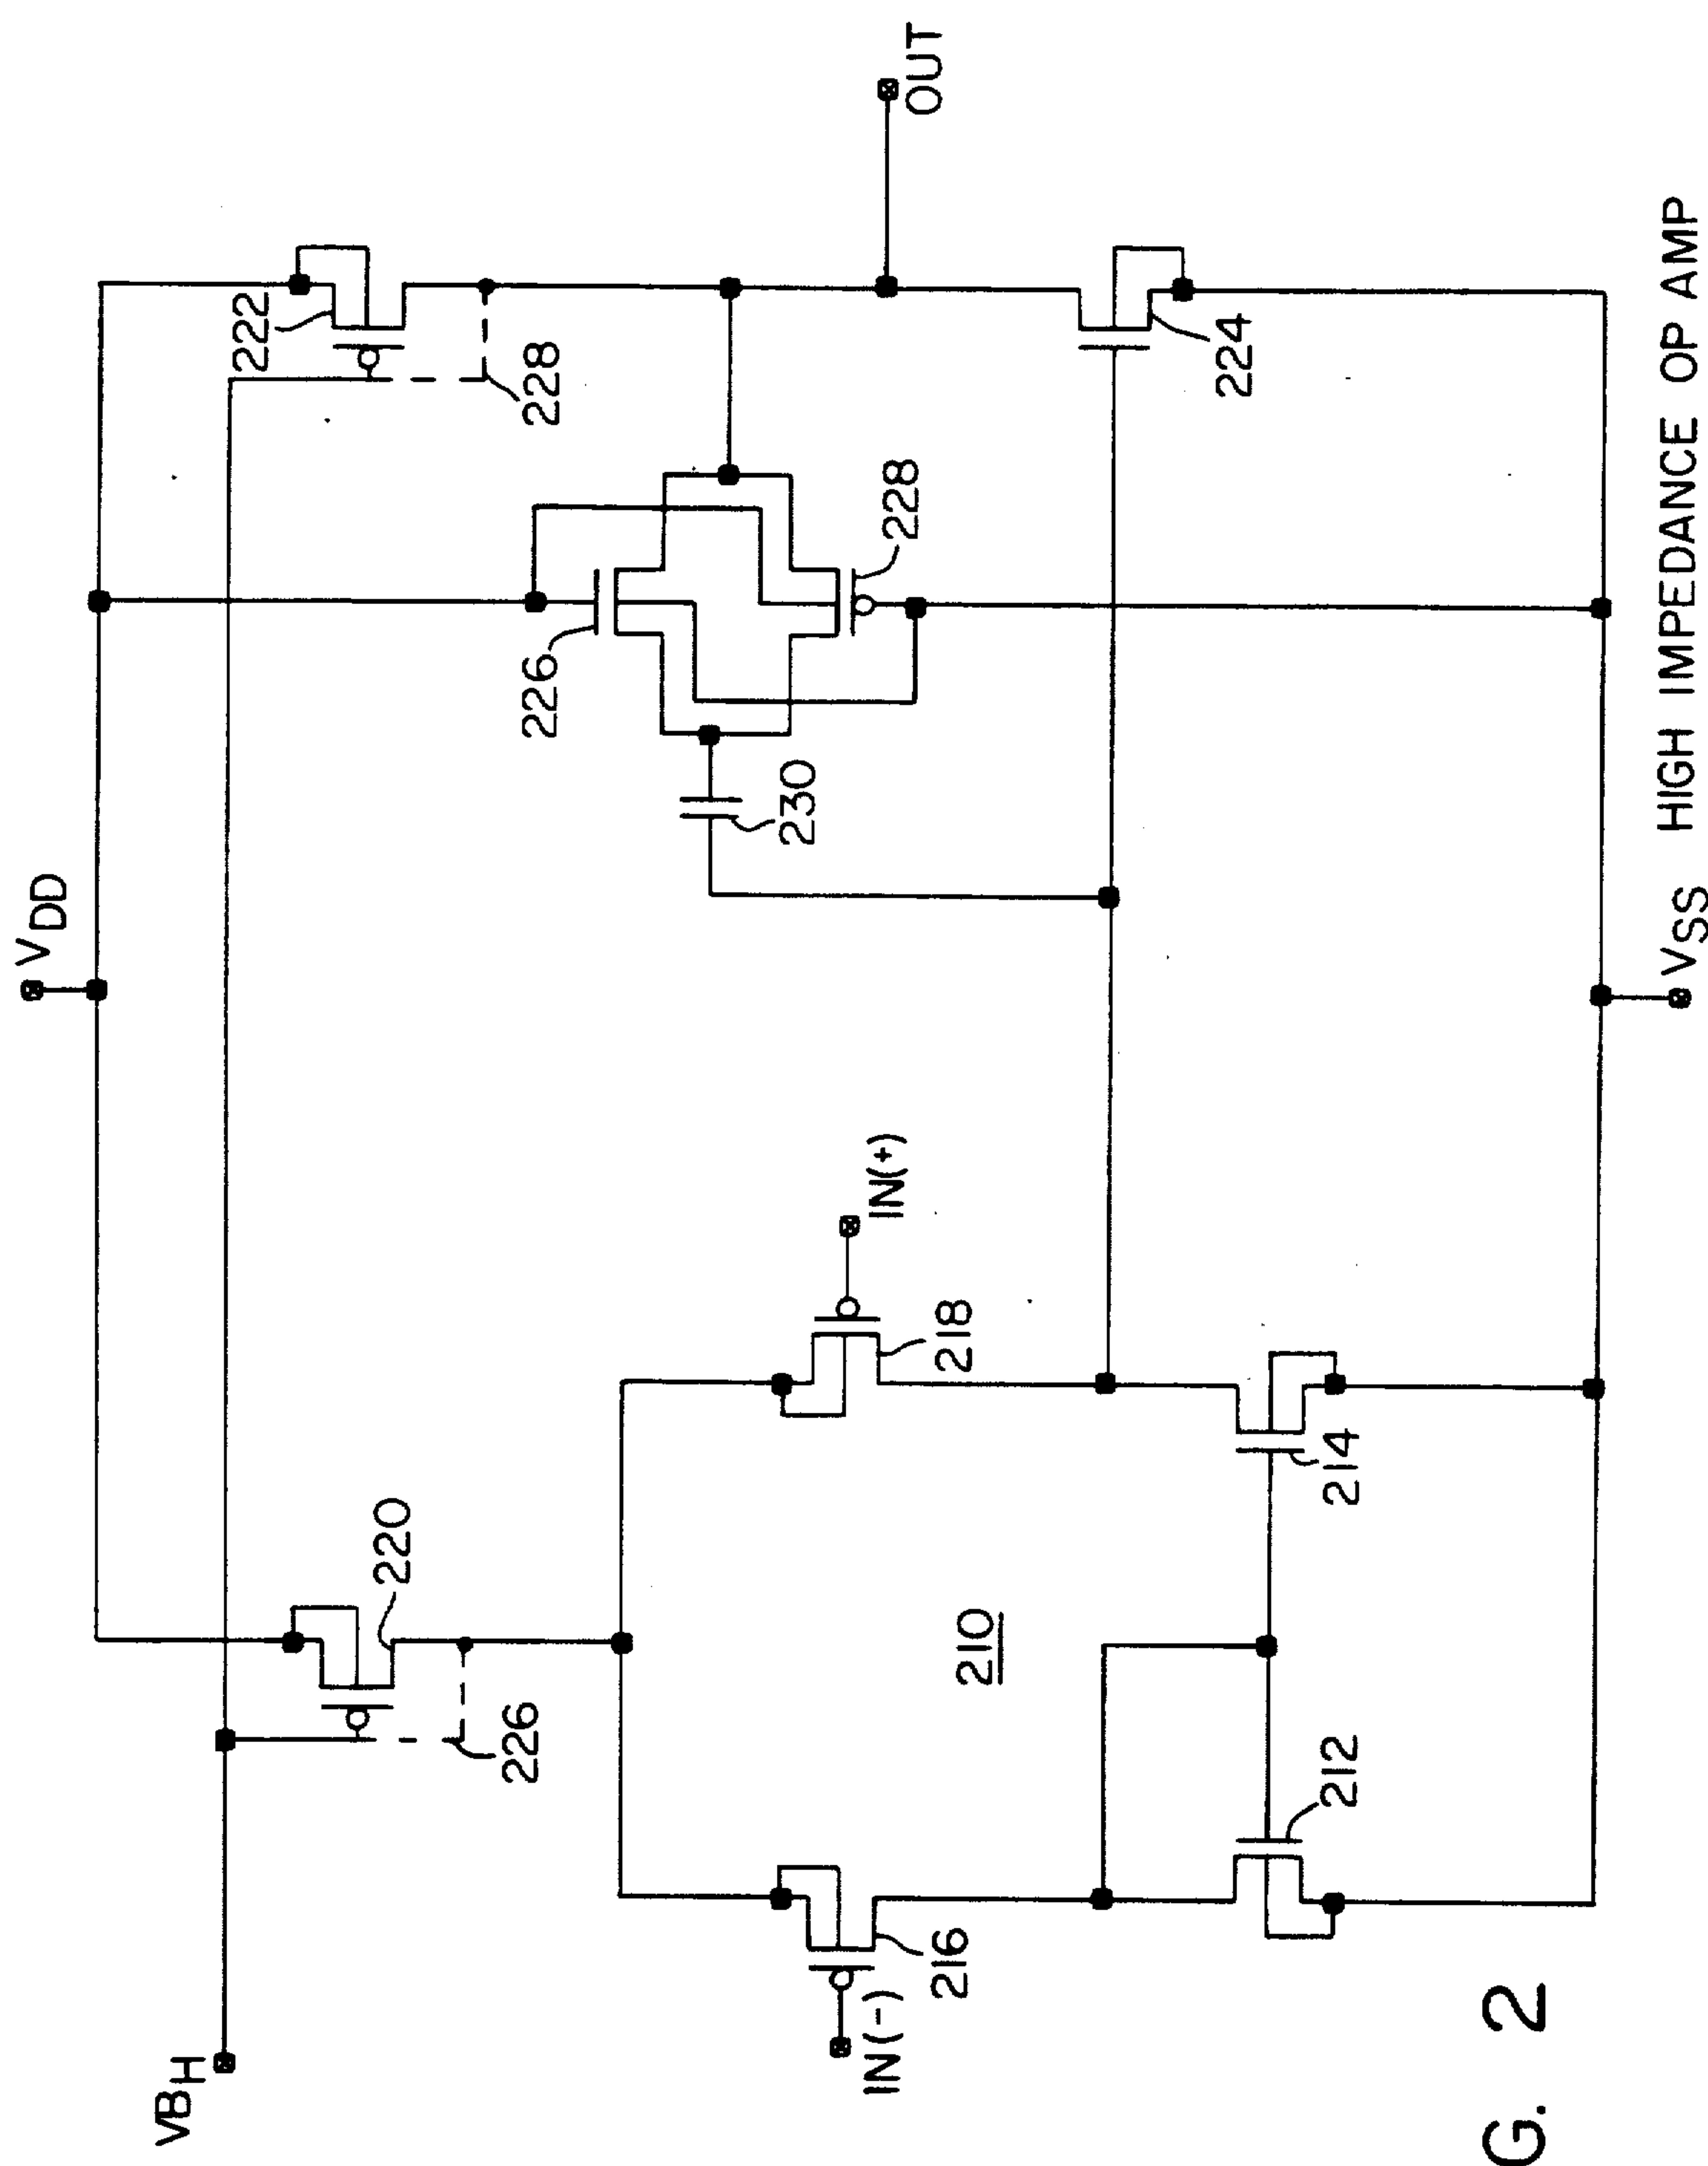 VDD
VBH
222
228
220
226
226
228
230
OUT
IN(-)
216
IN(+)
218
210
224
212
214
VSS
HIGH IMPEDANCE OP AMP
G. 2